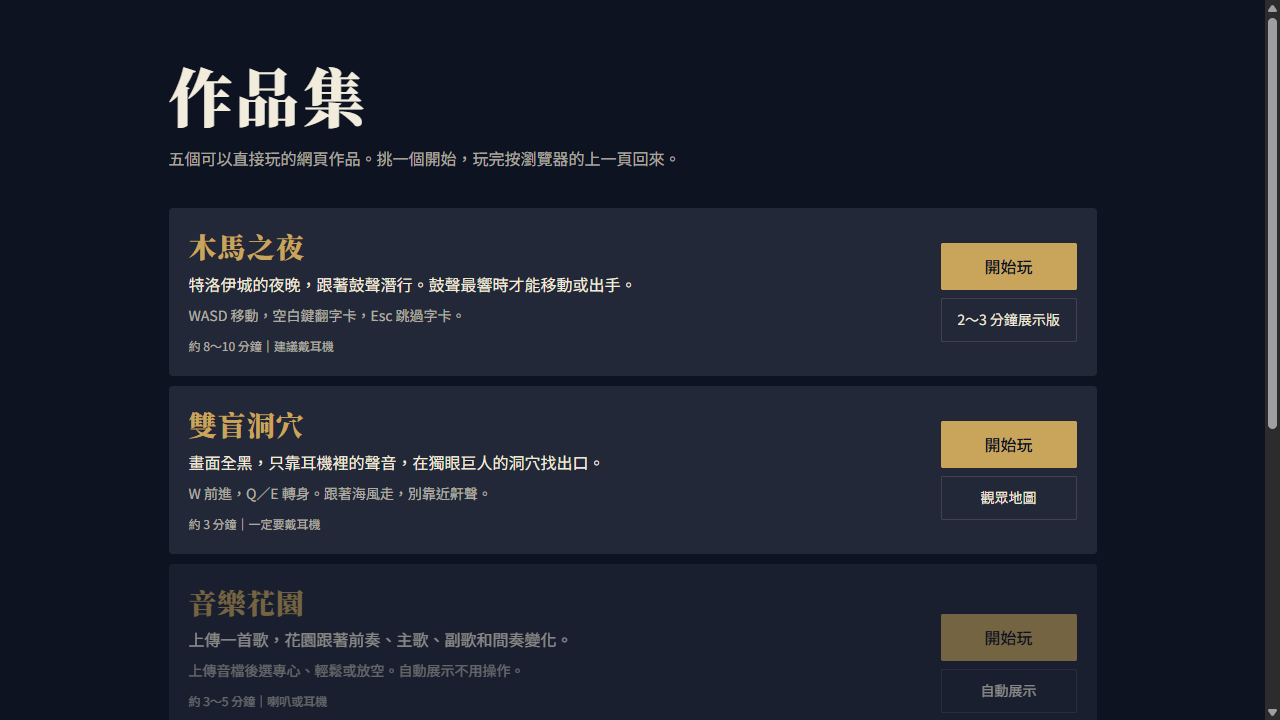 作品集
五個可以直接玩的網頁作品。挑一個開始，玩完按瀏覽器的上一頁回來。
木馬之夜
特洛伊城的夜晚，跟著鼓聲潛行。鼓聲最響時才能移動或出手。
WASD 移動，空白鍵翻字卡，Esc 跳過字卡。
約 8～10 分鐘｜建議戴耳機
開始玩
2～3 分鐘展示版
雙盲洞穴
畫面全黑，只靠耳機裡的聲音，在獨眼巨人的洞穴找出口。
W 前進，Q／E 轉身。跟著海風走，別靠近鼾聲。
約 3 分鐘｜一定要戴耳機
開始玩
觀眾地圖
音樂花園
上傳一首歌，花園跟著前奏、主歌、副歌和間奏變化。
上傳音檔後選專心、輕鬆或放空。自動展示不用操作。
約 3～5 分鐘｜喇叭或耳機
開始玩
自動展示